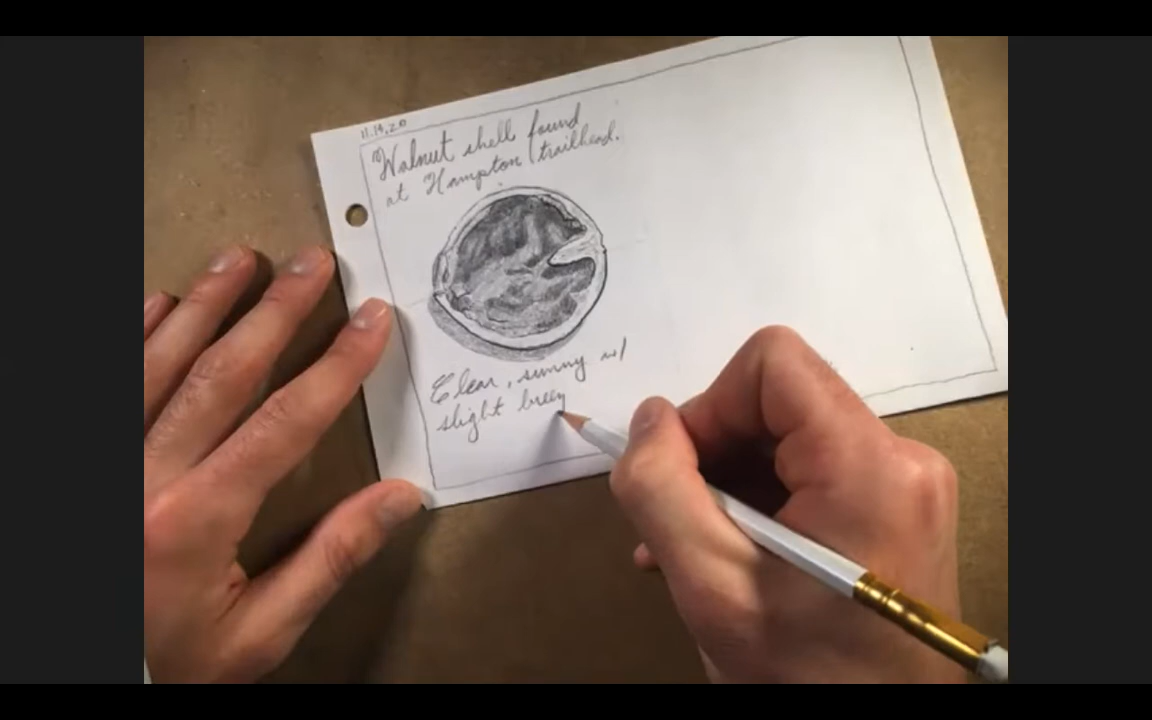 11.14.20
Walnut shell found
at Hampton trailhead.
Clear, sunny w/
slight breez